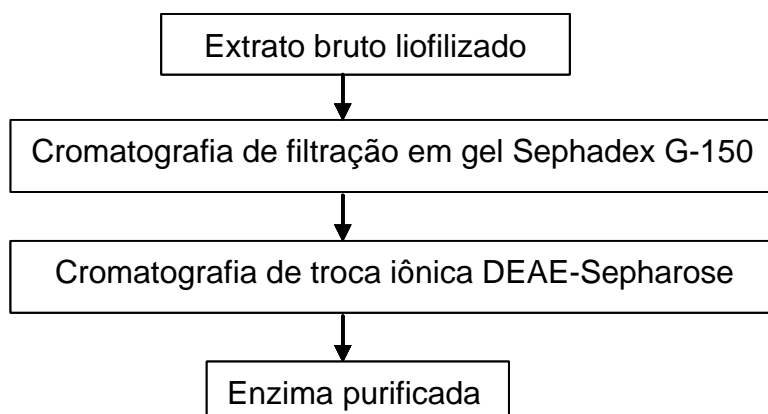 Extrato bruto liofilizado
Cromatografia de filtração em gel Sephadex G-150
Cromatografia de troca iônica DEAE-Sepharose
Enzima purificada